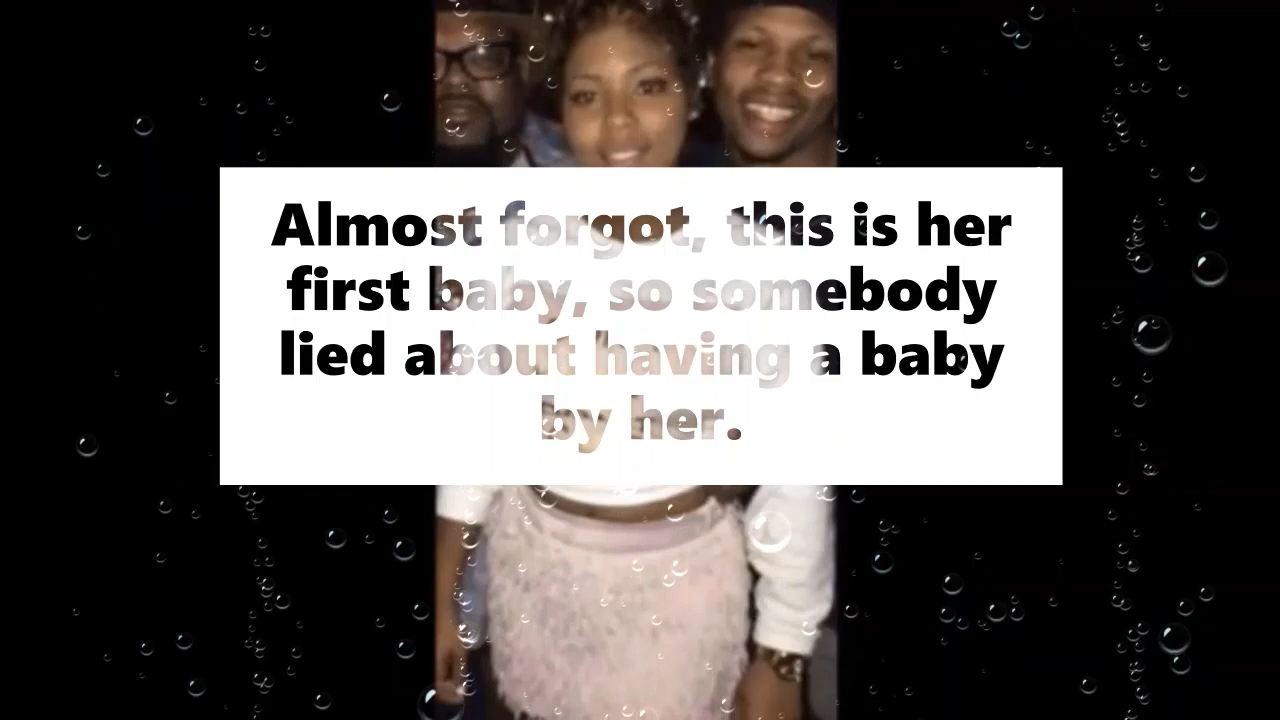 Almost forgot, this is her
first baby, so somebody
lied about having a baby
by her.